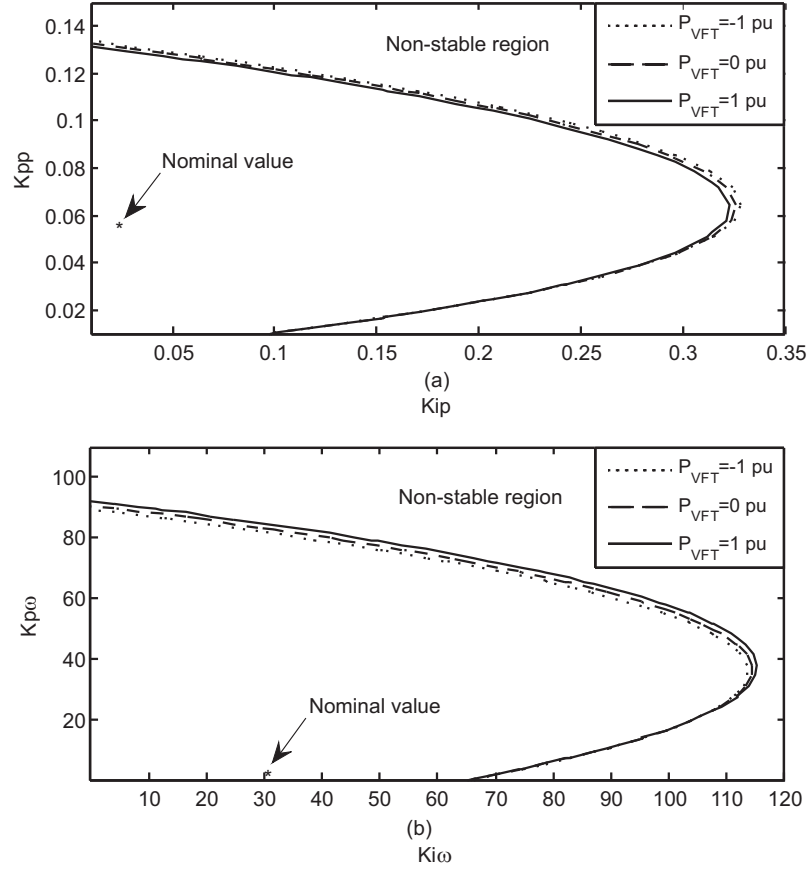 0.14
0.12
0.1
0.08
0.06
0.04
0.02
Kpp
Non-stable region
P_VFT=-1 pu
P_VFT=0 pu
P_VFT=1 pu
Nominal value
*
0.05 0.1 0.15 0.2 0.25 0.3 0.35
(a)
Kip
100
80
60
40
20
Kpω
Non-stable region
P_VFT=-1 pu
P_VFT=0 pu
P_VFT=1 pu
Nominal value
*
10 20 30 40 50 60 70 80 90 100 110 120
(b)
Kiω